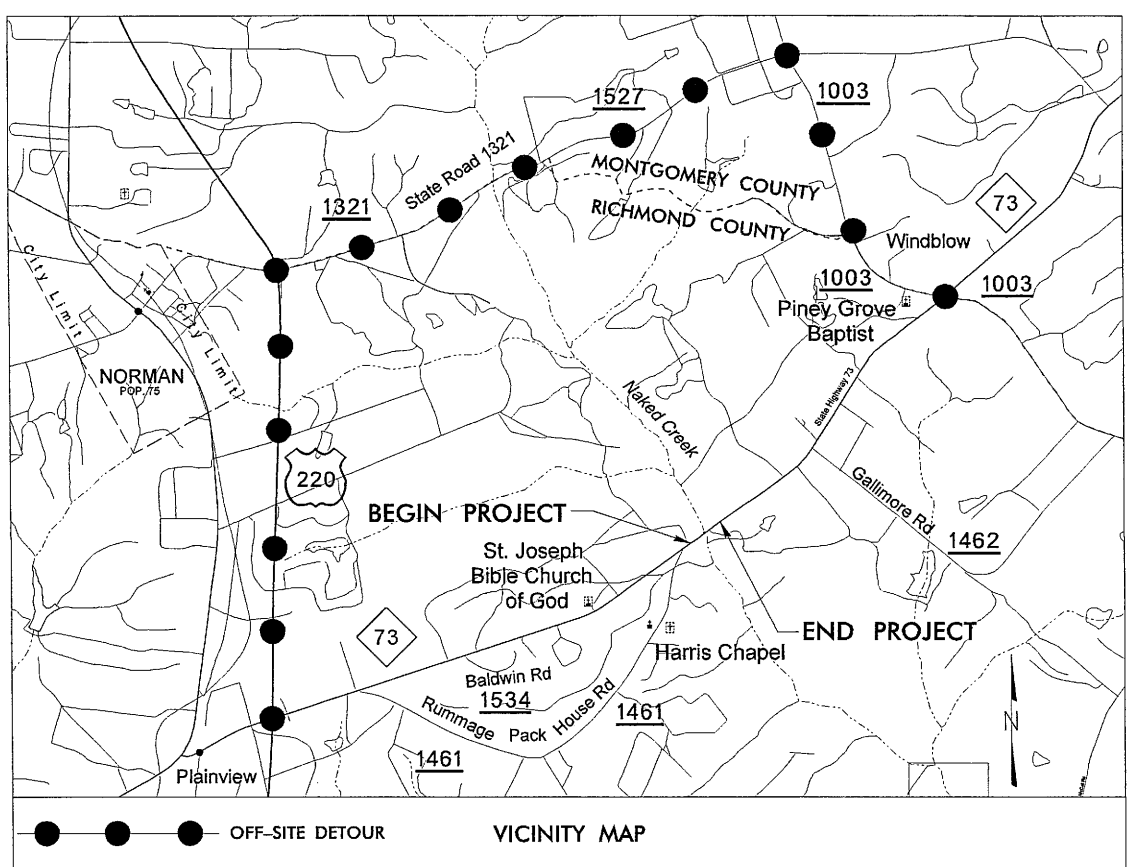 1527
1003
State Road 1321
MONTGOMERY COUNTY
1321
RICHMOND COUNTY
73
Windblow
City Limit
City Limit
1003
1003
Piney Grove
Baptist
NORMAN
POP. 75
State Highway 73
Naked Creek
220
BEGIN PROJECT
Gallimore Rd
1462
St. Joseph
Bible Church
of God
73
END PROJECT
Harris Chapel
Baldwin Rd
1534
Rummage Pack House Rd
1461
1461
N
Plainview
OFF-SITE DETOUR
VICINITY MAP